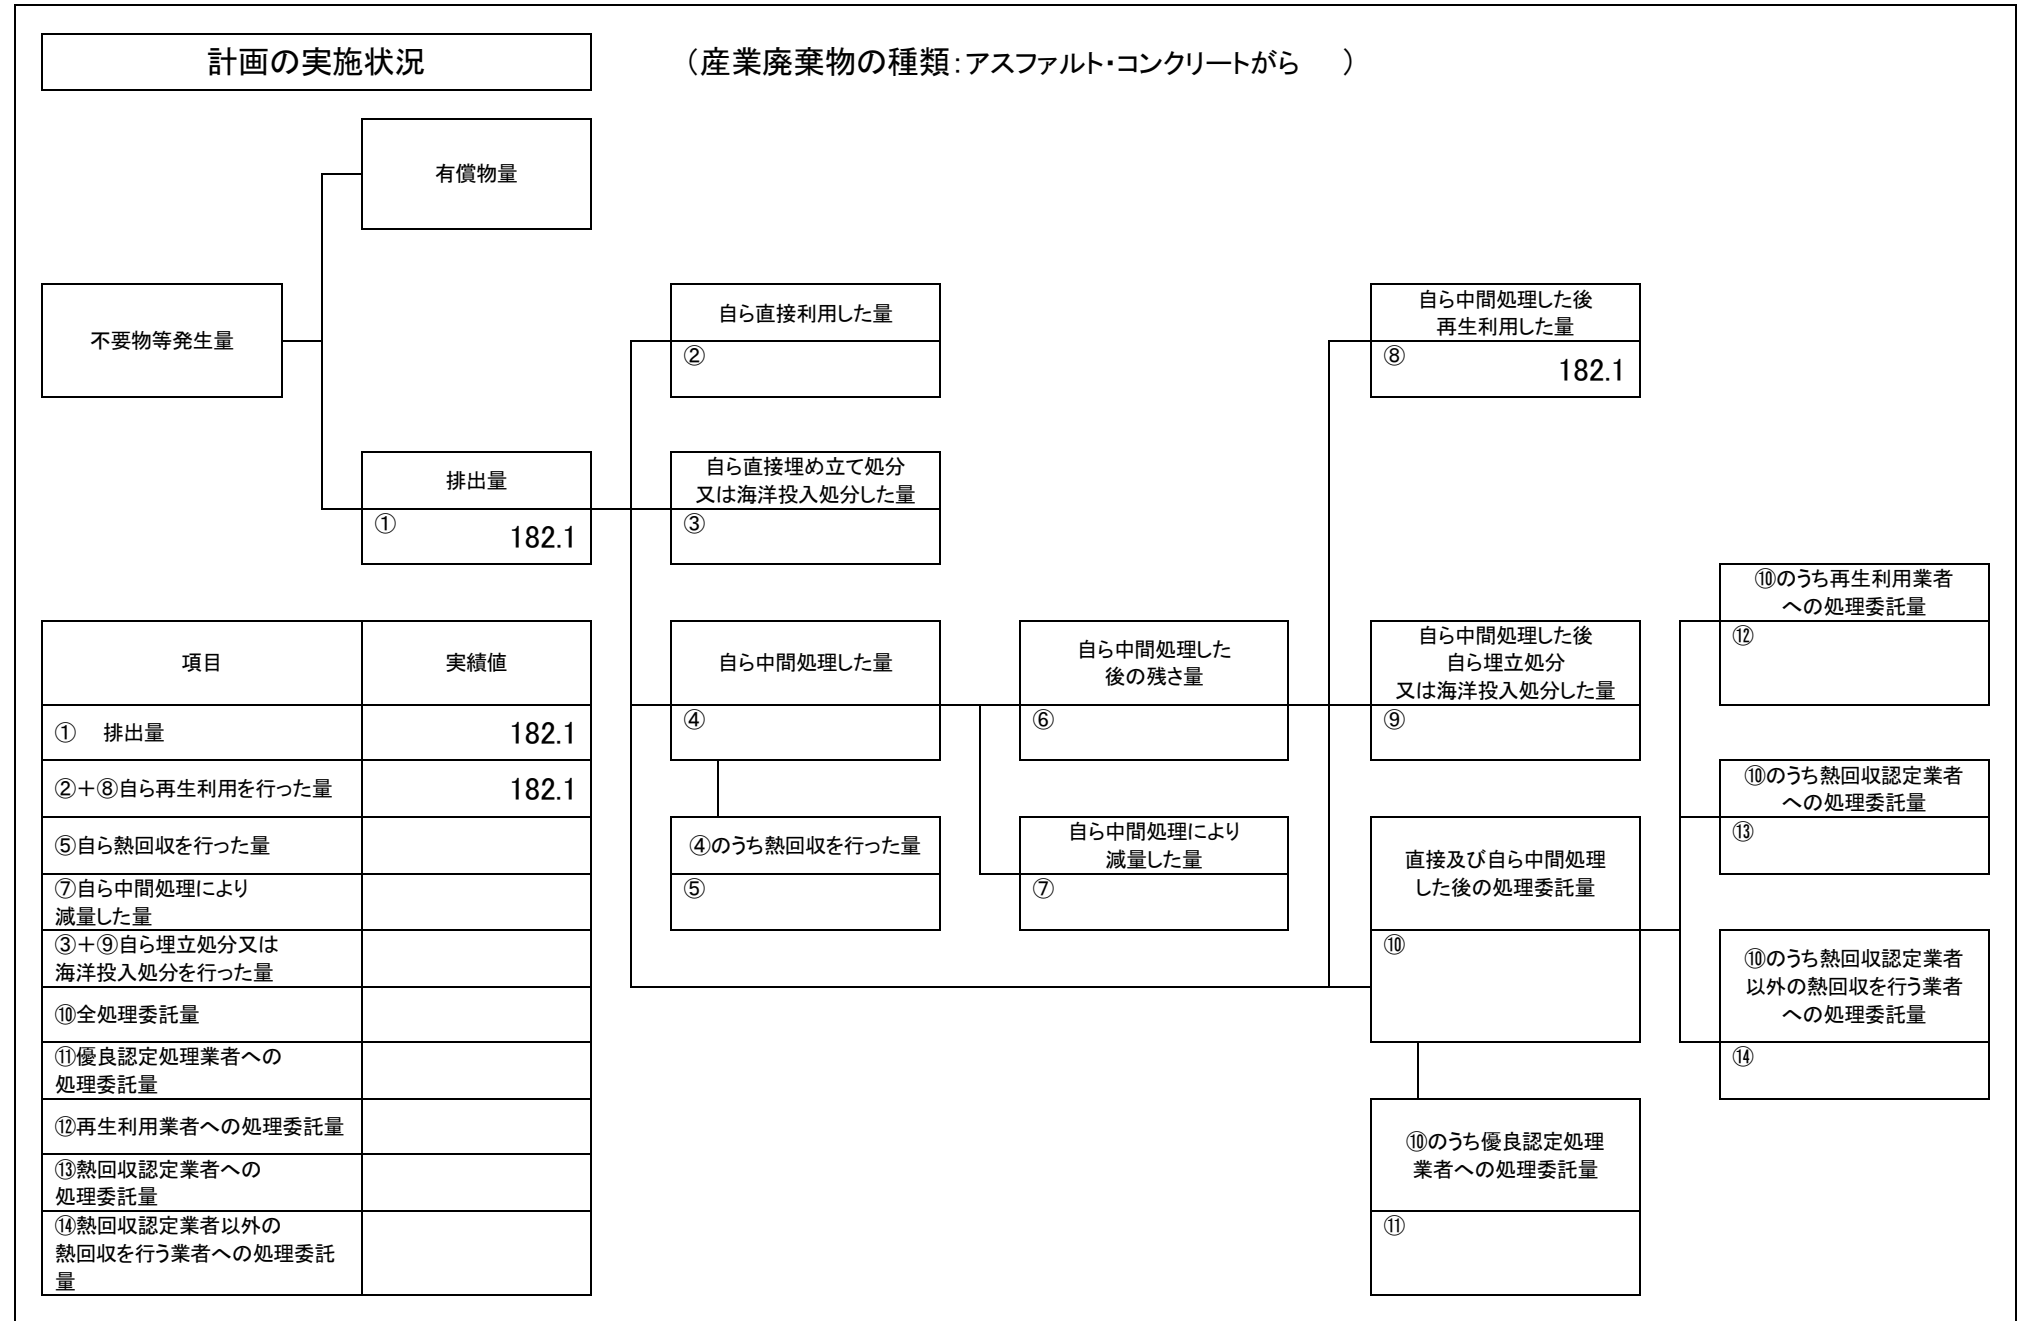 計画の実施状況
（産業廃棄物の種類：アスファルト・コンクリートがら　）
有償物量
不要物等発生量
自ら直接利用した量
②
自ら中間処理した後
再生利用した量
⑧
182.1
排出量
①
182.1
自ら直接埋め立て処分
又は海洋投入処分した量
③
⑩のうち再生利用業者
への処理委託量
⑫
項目
実績値
① 排出量
182.1
②＋⑧自ら再生利用を行った量
182.1
⑤自ら熱回収を行った量
⑦自ら中間処理により
減量した量
③＋⑨自ら埋立処分又は
海洋投入処分を行った量
⑩全処理委託量
⑪優良認定処理業者への
処理委託量
⑫再生利用業者への処理委託量
⑬熱回収認定業者への
処理委託量
⑭熱回収認定業者以外の
熱回収を行う業者への処理委託
量
自ら中間処理した量
④
自ら中間処理した
後の残さ量
⑥
自ら中間処理した後
自ら埋立処分
又は海洋投入処分した量
⑨
④のうち熱回収を行った量
⑤
自ら中間処理により
減量した量
⑦
直接及び自ら中間処理
した後の処理委託量
⑩
⑩のうち熱回収認定業者
への処理委託量
⑬
⑩のうち熱回収認定業者
以外の熱回収を行う業者
への処理委託量
⑭
⑩のうち優良認定処理
業者への処理委託量
⑪